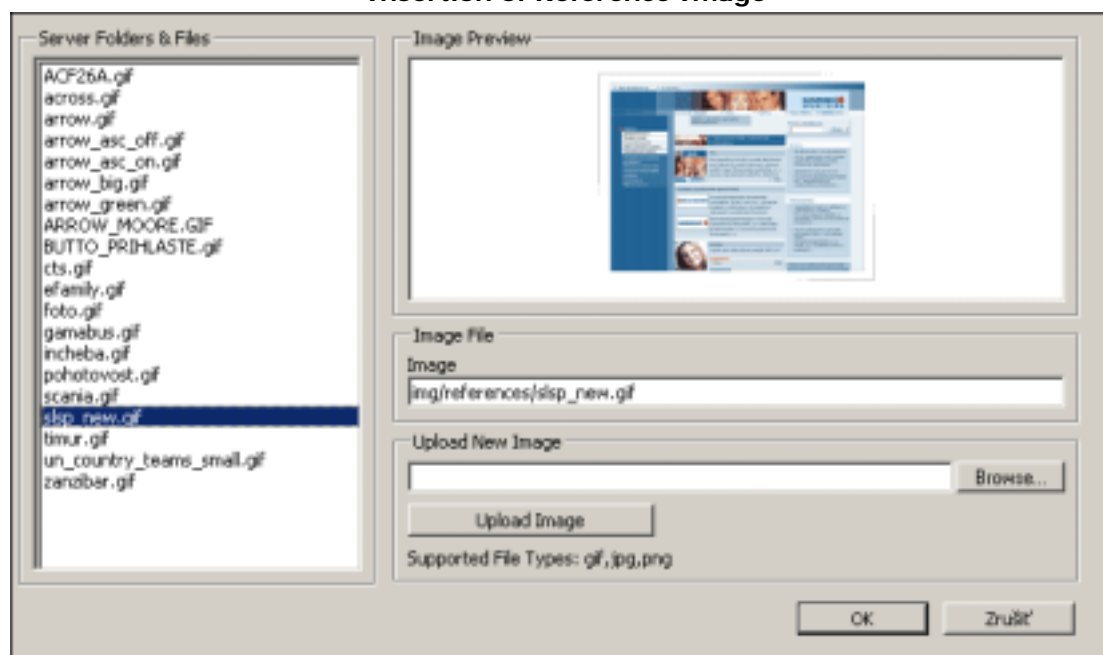 Insertion of Reference Image
Server Folders & Files
ACF26A.gif
across.gif
arrow.gif
arrow_asc_off.gif
arrow_asc_on.gif
arrow_big.gif
arrow_green.gif
ARROW_MOORE.GIF
BUTTO_PRIHLASTE.gif
cts.gif
efamily.gif
foto.gif
gamabus.gif
incheba.gif
pohotovost.gif
scania.gif
slsp_new.gif
timur.gif
un_country_teams_small.gif
zanzibar.gif
Image Preview
Image File
Image
img/references/slsp_new.gif
Upload New Image
Browse...
Upload Image
Supported File Types: gif,jpg,png
OK
Zrušiť